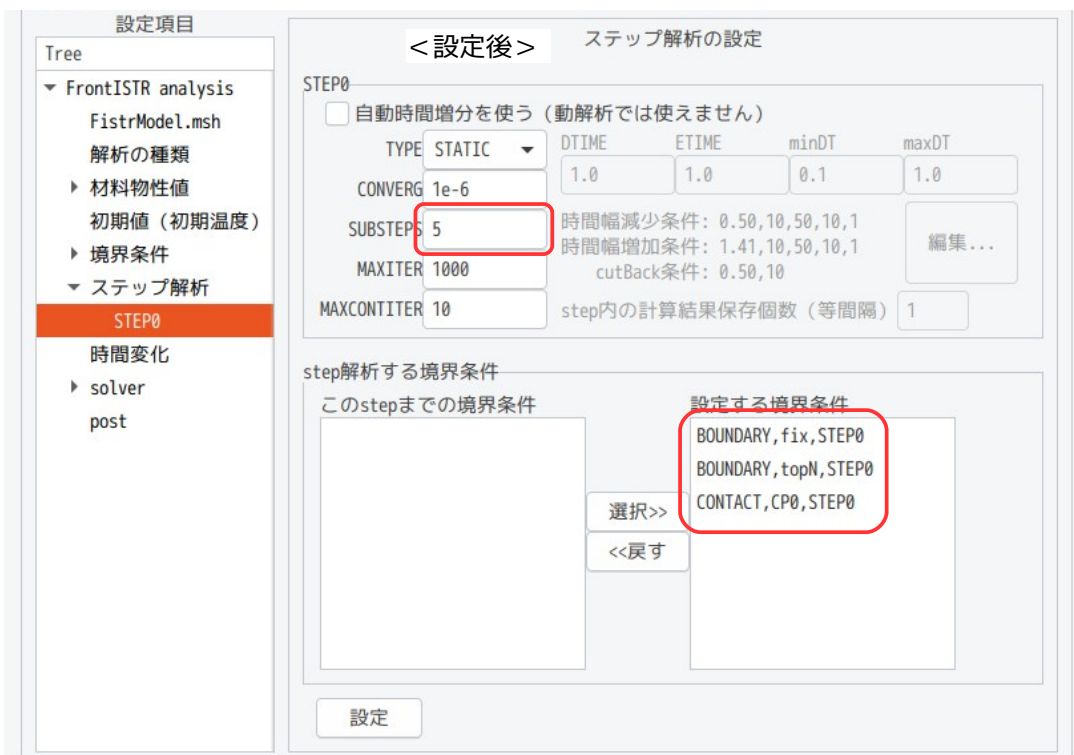 設定項目
Tree
FrontISTR analysis
FistrModel.msh
解析の種類
材料物性値
初期値（初期温度）
境界条件
ステップ解析
STEP0
時間変化
solver
post
＜設定後＞
ステップ解析の設定
STEP0
自動時間増分を使う（動解析では使えません）
TYPE STATIC
CONVERG 1e-6
SUBSTEPS 5
MAXITER 1000
MAXCONTITER 10
DTIME ETIME minDT maxDT
1.0 1.0 0.1 1.0
時間幅減少条件: 0.50,10,50,10,1
時間幅増加条件: 1.41,10,50,10,1
cutBack条件: 0.50,10
編集...
step内の計算結果保存個数（等間隔） 1
step解析する境界条件
このstepまでの境界条件
設定する境界条件
BOUNDARY,fix,STEP0
BOUNDARY,topN,STEP0
CONTACT,CP0,STEP0
選択>>
<<戻す
設定